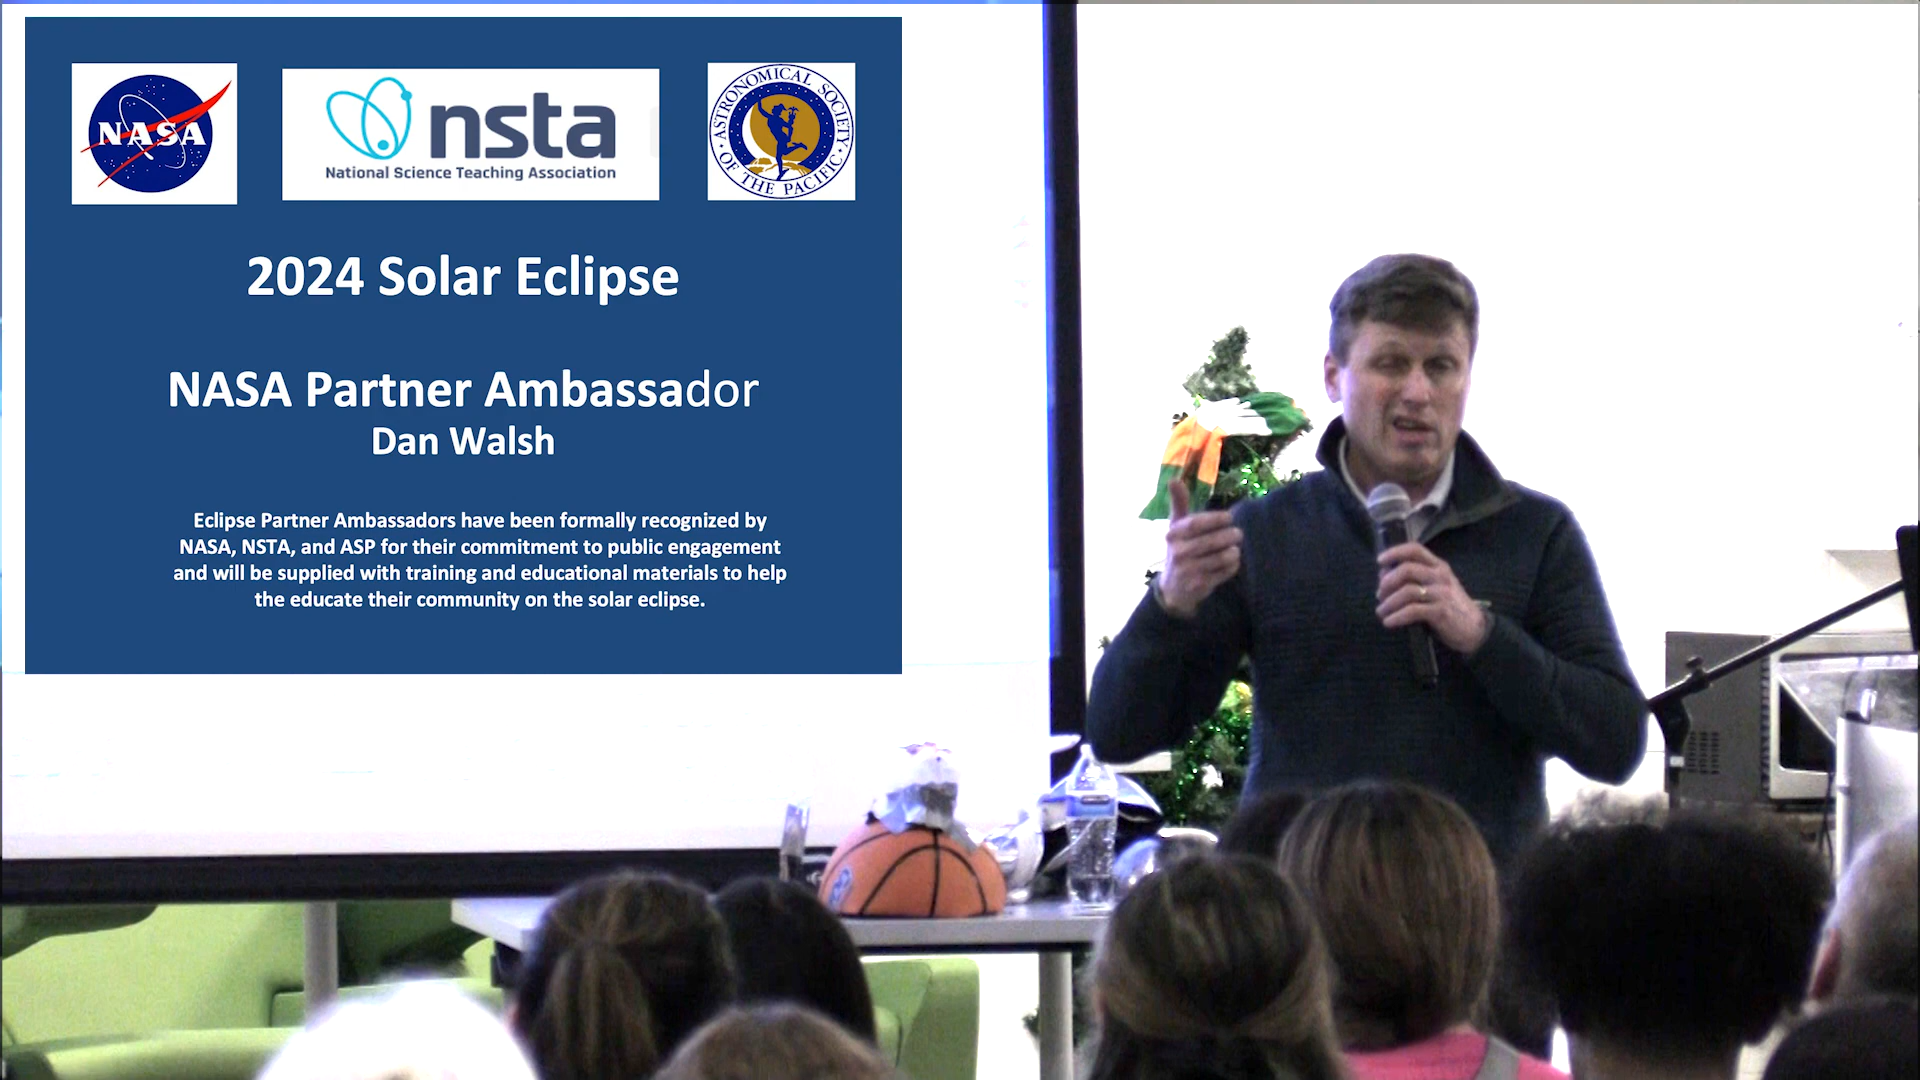 NASA
nsta
National Science Teaching Association
ASTRONOMICAL SOCIETY OF THE PACIFIC
2024 Solar Eclipse
NASA Partner Ambassador
Dan Walsh
Eclipse Partner Ambassadors have been formally recognized by
NASA, NSTA, and ASP for their commitment to public engagement
and will be supplied with training and educational materials to help
the educate their community on the solar eclipse.